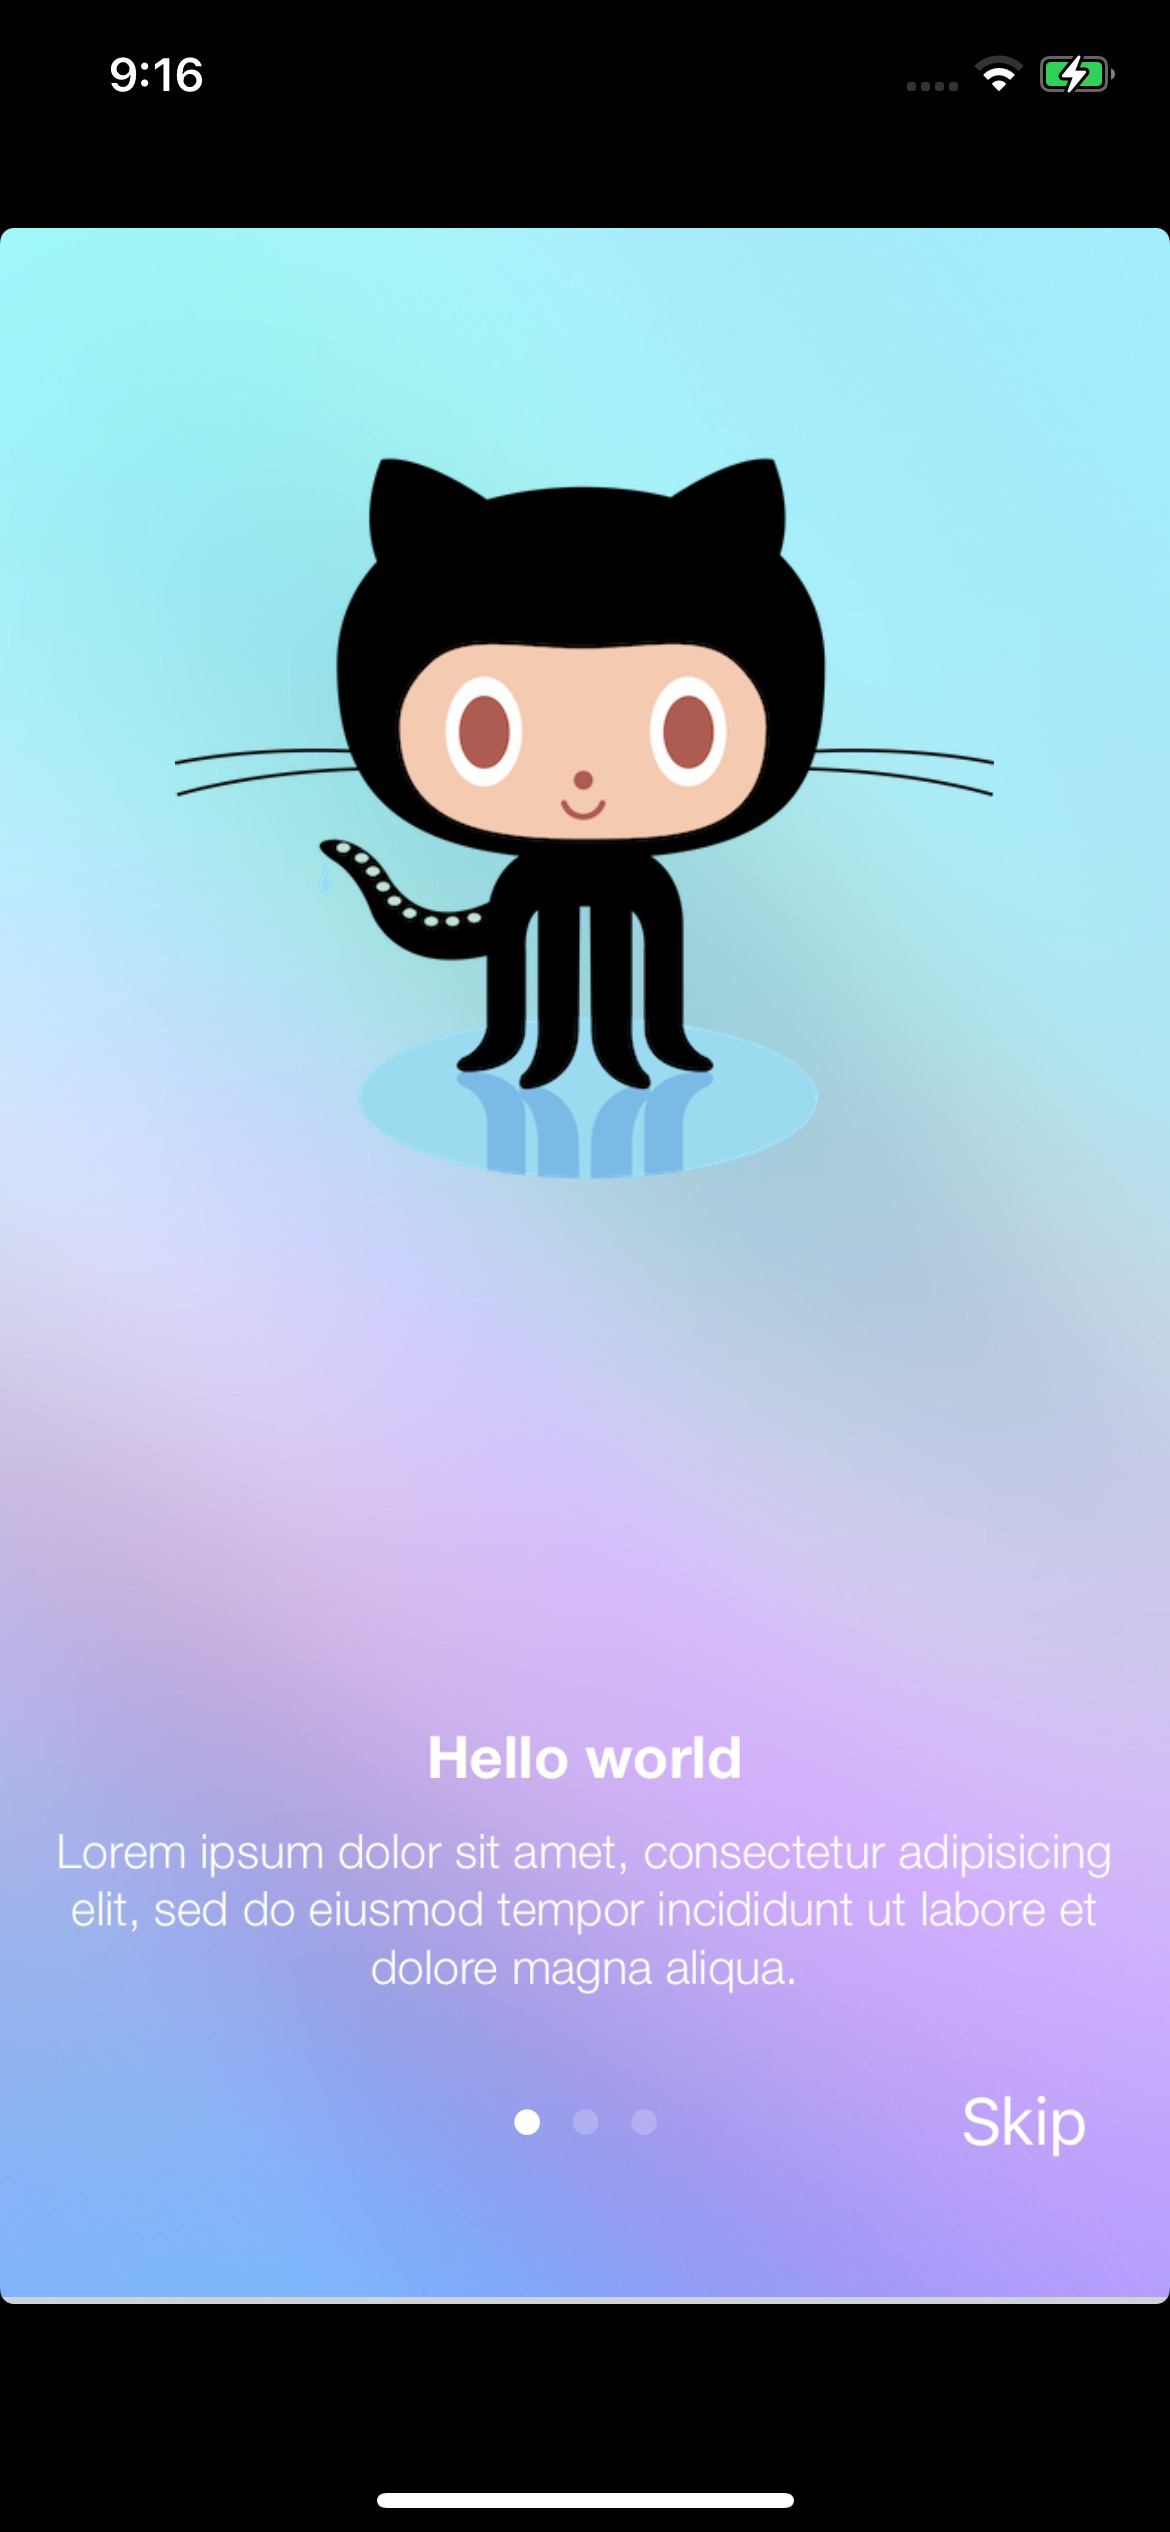 9:16
Hello world
Lorem ipsum dolor sit amet, consectetur adipisicing
elit, sed do eiusmod tempor incididunt ut labore et
dolore magna aliqua.
Skip